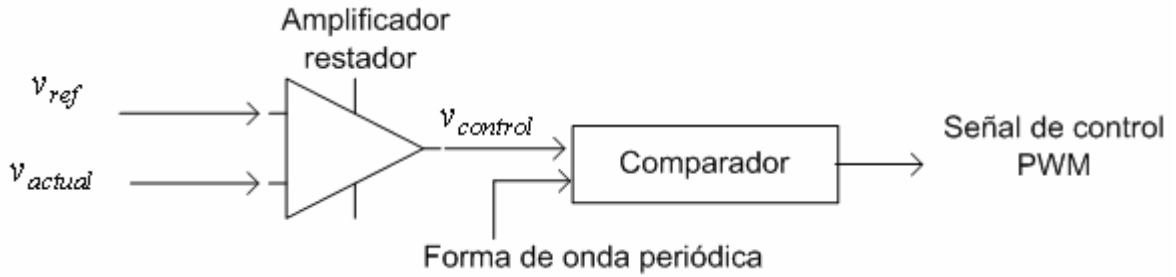 Amplificador
restador
v_ref
v_control
v_actual
Comparador
Señal de control
PWM
Forma de onda periódica